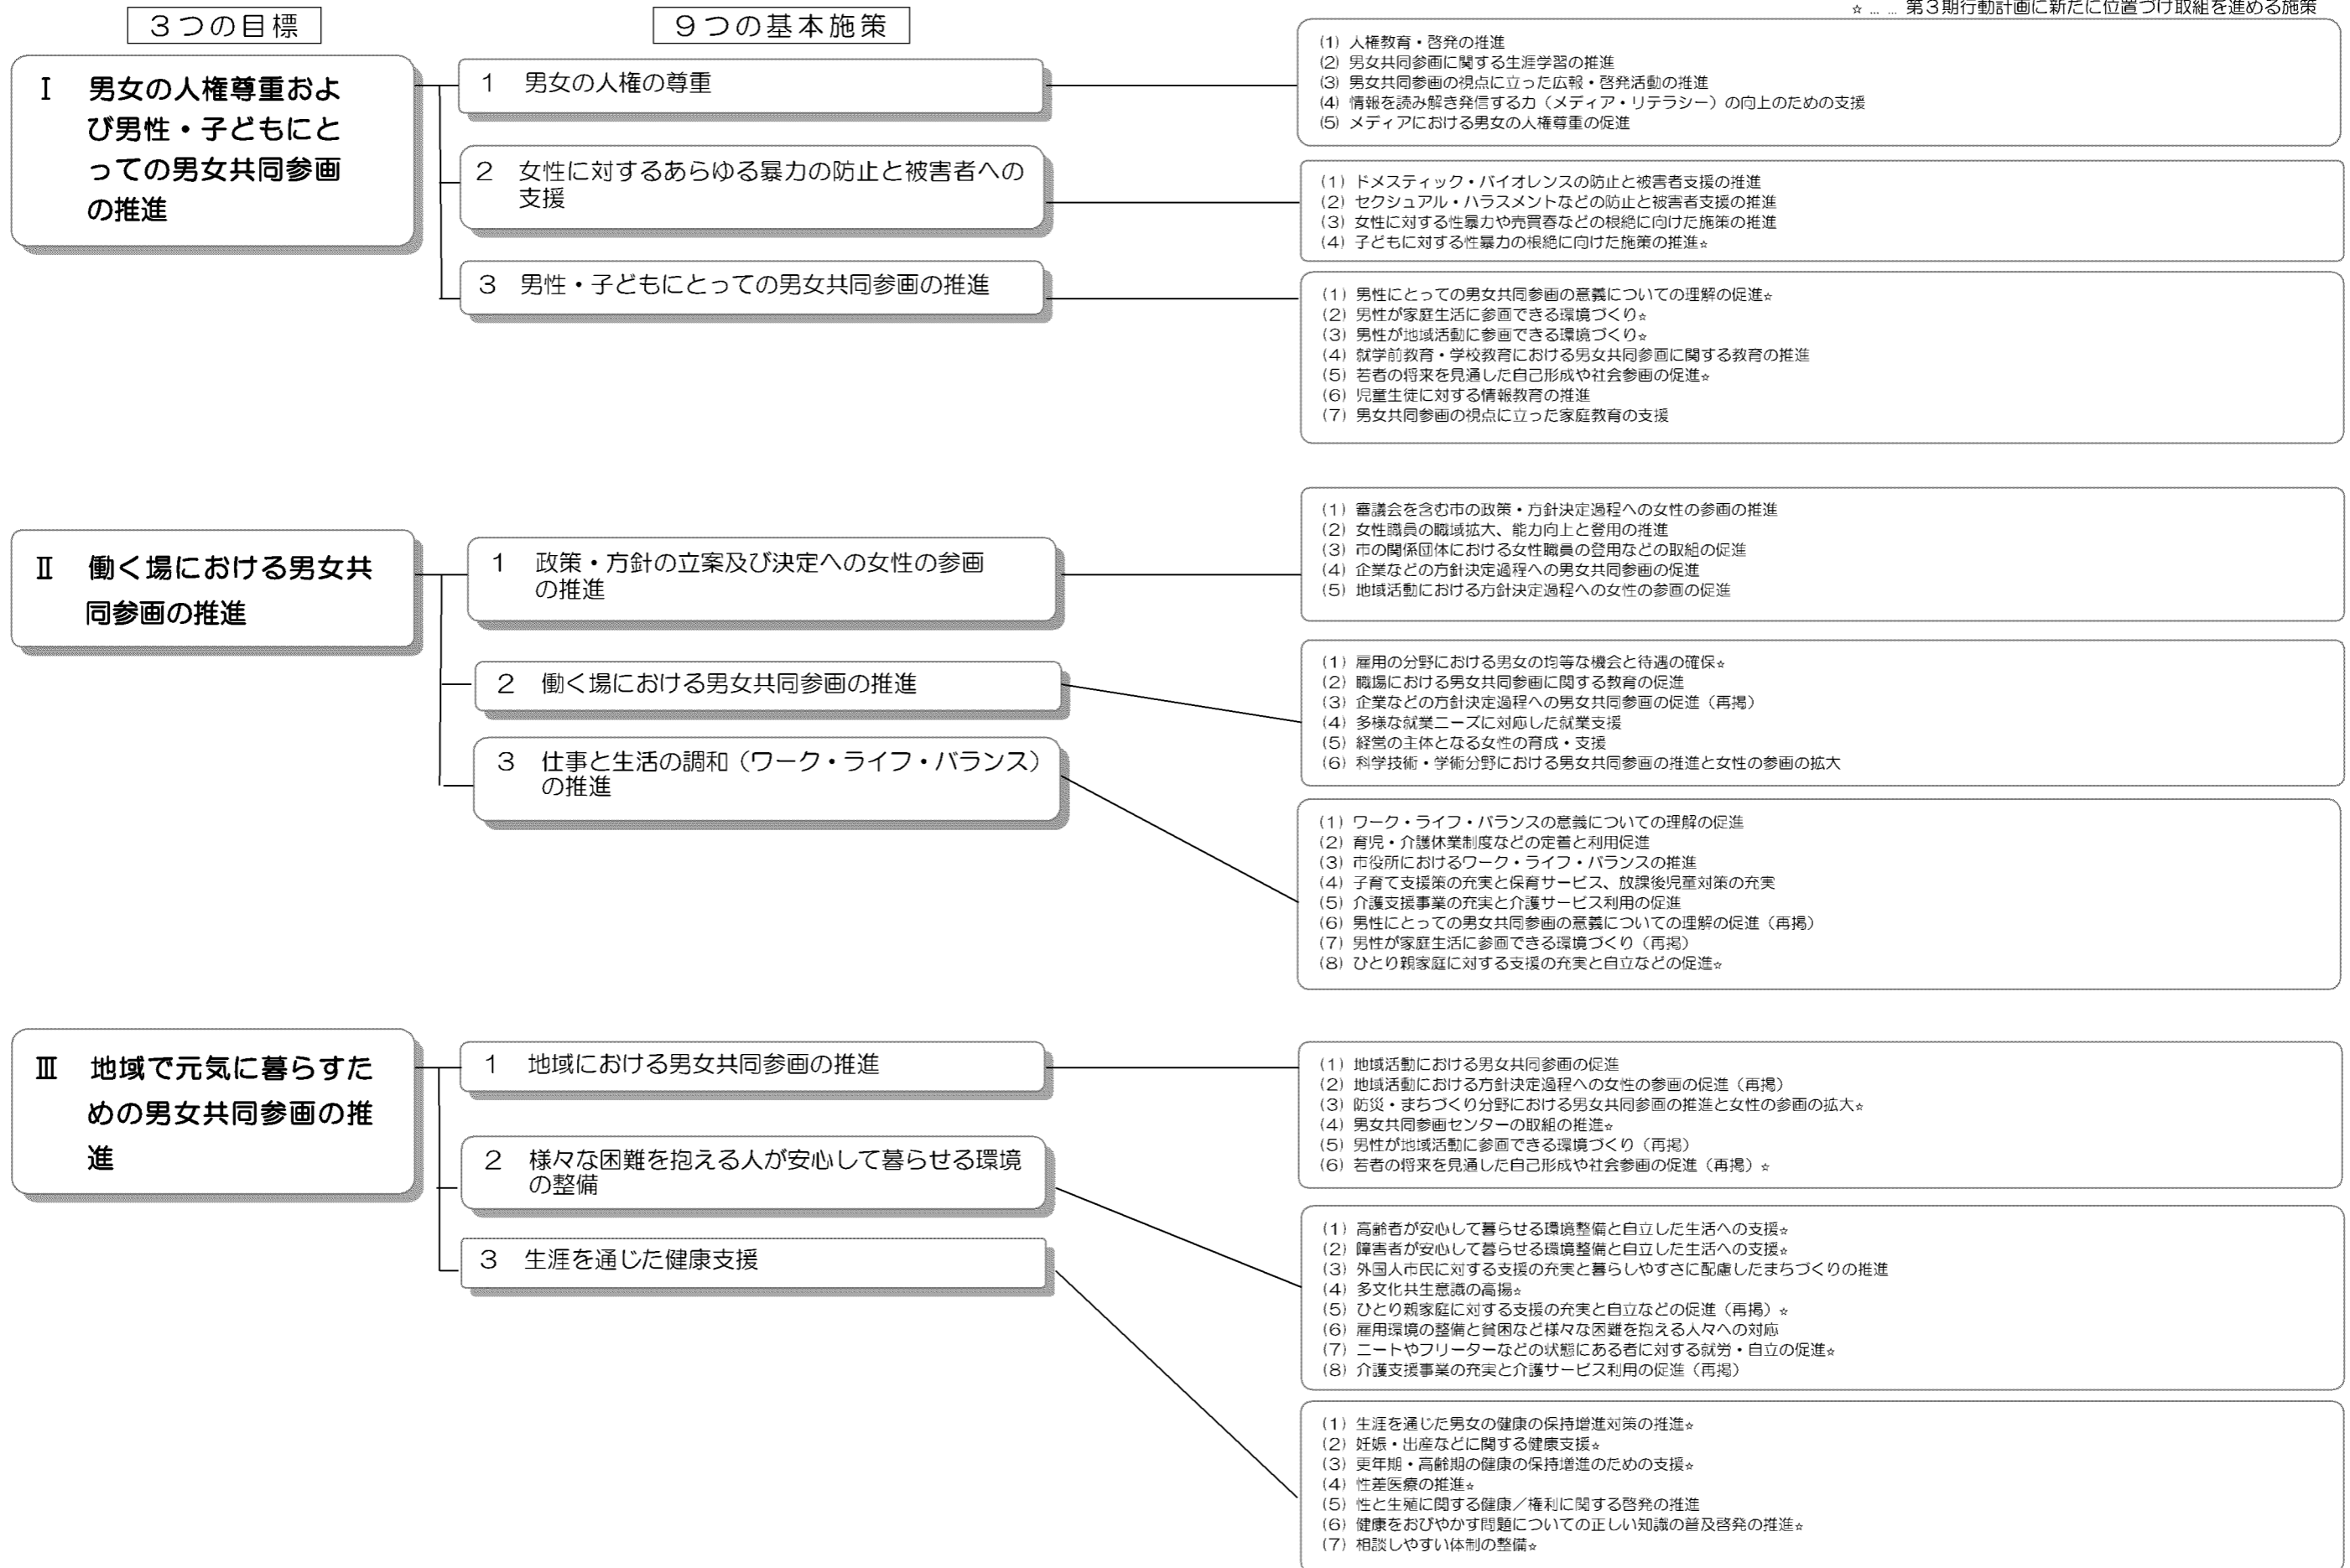 ☆ … … 第３期行動計画に新たに位置づけ取組を進める施策
３つの目標
９つの基本施策
Ⅰ 男女の人権尊重およ
び男性・子どもにと
っての男女共同参画
の推進
１ 男女の人権の尊重
(1) 人権教育・啓発の推進
(2) 男女共同参画に関する生涯学習の推進
(3) 男女共同参画の視点に立った広報・啓発活動の推進
(4) 情報を読み解き発信する力（メディア・リテラシー）の向上のための支援
(5) メディアにおける男女の人権尊重の促進
２ 女性に対するあらゆる暴力の防止と被害者への
支援
(1) ドメスティック・バイオレンスの防止と被害者支援の推進
(2) セクシュアル・ハラスメントなどの防止と被害者支援の推進
(3) 女性に対する性暴力や売買春などの根絶に向けた施策の推進
(4) 子どもに対する性暴力の根絶に向けた施策の推進☆
３ 男性・子どもにとっての男女共同参画の推進
(1) 男性にとっての男女共同参画の意義についての理解の促進☆
(2) 男性が家庭生活に参画できる環境づくり☆
(3) 男性が地域活動に参画できる環境づくり☆
(4) 就学前教育・学校教育における男女共同参画に関する教育の推進
(5) 若者の将来を見通した自己形成や社会参画の促進☆
(6) 児童生徒に対する情報教育の推進
(7) 男女共同参画の視点に立った家庭教育の支援
Ⅱ 働く場における男女共
同参画の推進
１ 政策・方針の立案及び決定への女性の参画
の推進
(1) 審議会を含む市の政策・方針決定過程への女性の参画の推進
(2) 女性職員の職域拡大、能力向上と登用の推進
(3) 市の関係団体における女性職員の登用などの取組の促進
(4) 企業などの方針決定過程への男女共同参画の促進
(5) 地域活動における方針決定過程への女性の参画の促進
２ 働く場における男女共同参画の推進
(1) 雇用の分野における男女の均等な機会と待遇の確保☆
(2) 職場における男女共同参画に関する教育の促進
(3) 企業などの方針決定過程への男女共同参画の促進（再掲）
(4) 多様な就業ニーズに対応した就業支援
(5) 経営の主体となる女性の育成・支援
(6) 科学技術・学術分野における男女共同参画の推進と女性の参画の拡大
３ 仕事と生活の調和（ワーク・ライフ・バランス）
の推進
(1) ワーク・ライフ・バランスの意義についての理解の促進
(2) 育児・介護休業制度などの定着と利用促進
(3) 市役所におけるワーク・ライフ・バランスの推進
(4) 子育て支援策の充実と保育サービス、放課後児童対策の充実
(5) 介護支援事業の充実と介護サービス利用の促進
(6) 男性にとっての男女共同参画の意義についての理解の促進（再掲）
(7) 男性が家庭生活に参画できる環境づくり（再掲）
(8) ひとり親家庭に対する支援の充実と自立などの促進☆
Ⅲ 地域で元気に暮らすた
めの男女共同参画の推
進
１ 地域における男女共同参画の推進
(1) 地域活動における男女共同参画の促進
(2) 地域活動における方針決定過程への女性の参画の促進（再掲）
(3) 防災・まちづくり分野における男女共同参画の推進と女性の参画の拡大☆
(4) 男女共同参画センターの取組の推進☆
(5) 男性が地域活動に参画できる環境づくり（再掲）
(6) 若者の将来を見通した自己形成や社会参画の促進（再掲）☆
２ 様々な困難を抱える人が安心して暮らせる環境
の整備
(1) 高齢者が安心して暮らせる環境整備と自立した生活への支援☆
(2) 障害者が安心して暮らせる環境整備と自立した生活への支援☆
(3) 外国人市民に対する支援の充実と暮らしやすさに配慮したまちづくりの推進
(4) 多文化共生意識の高揚☆
(5) ひとり親家庭に対する支援の充実と自立などの促進（再掲）☆
(6) 雇用環境の整備と貧困など様々な困難を抱える人々への対応
(7) ニートやフリーターなどの状態にある者に対する就労・自立の促進☆
(8) 介護支援事業の充実と介護サービス利用の促進（再掲）
３ 生涯を通じた健康支援
(1) 生涯を通じた男女の健康の保持増進対策の推進☆
(2) 妊娠・出産などに関する健康支援☆
(3) 更年期・高齢期の健康の保持増進のための支援☆
(4) 性差医療の推進☆
(5) 性と生殖に関する健康／権利に関する啓発の推進
(6) 健康をおびやかす問題についての正しい知識の普及啓発の推進☆
(7) 相談しやすい体制の整備☆